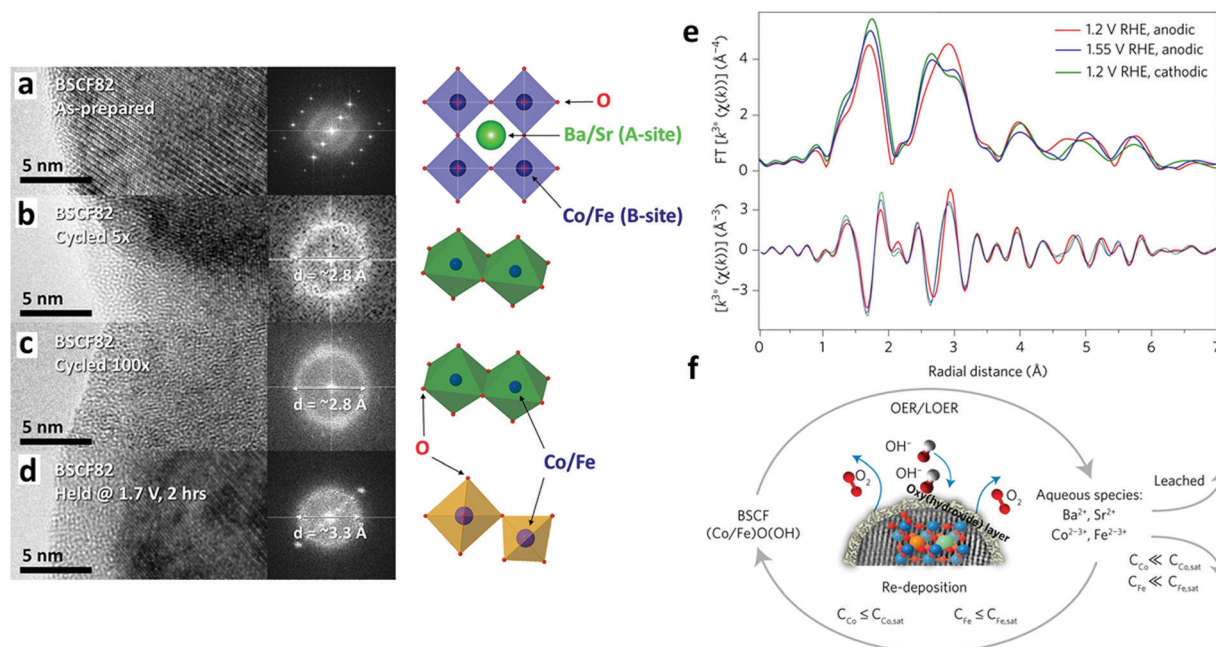 a
BSCF82
As-prepared
5 nm
b
BSCF82
Cycled 5x
d = ~2.8 Å
5 nm
c
BSCF82
Cycled 100x
d = ~2.8 Å
5 nm
d
BSCF82
Held @ 1.7 V, 2 hrs
d = ~3.3 Å
5 nm
O
Ba/Sr (A-site)
Co/Fe (B-site)
O
Co/Fe
e
FT [k³* (χ(k))] (Å⁻⁴)
4
2
0
1.2 V RHE, anodic
1.55 V RHE, anodic
1.2 V RHE, cathodic
[k³* (χ(k))] (Å⁻³)
3
0
−3
0 1 2 3 4 5 6 7
Radial distance (Å)
f
OER/LOER
OH⁻
OH⁻
O₂
O₂
Oxy(hydroxide) layer
BSCF
(Co/Fe)O(OH)
Aqueous species:
Ba²⁺, Sr²⁺
Co²⁻³⁺, Fe²⁻³⁺
Leached
C_Co ≪ C_Co,sat
C_Fe ≪ C_Fe,sat
Re-deposition
C_Co ≤ C_Co,sat C_Fe ≤ C_Fe,sat